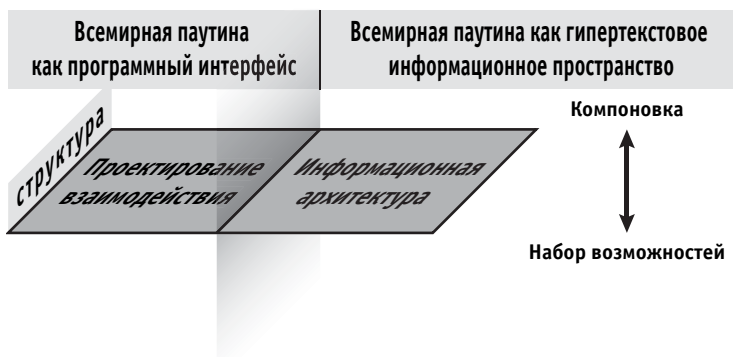 Всемирная паутина
как программный интерфейс
Всемирная паутина как гипертекстовое
информационное пространство
структура
Проектирование
взаимодействия
Информационная
архитектура
Компоновка
Набор возможностей